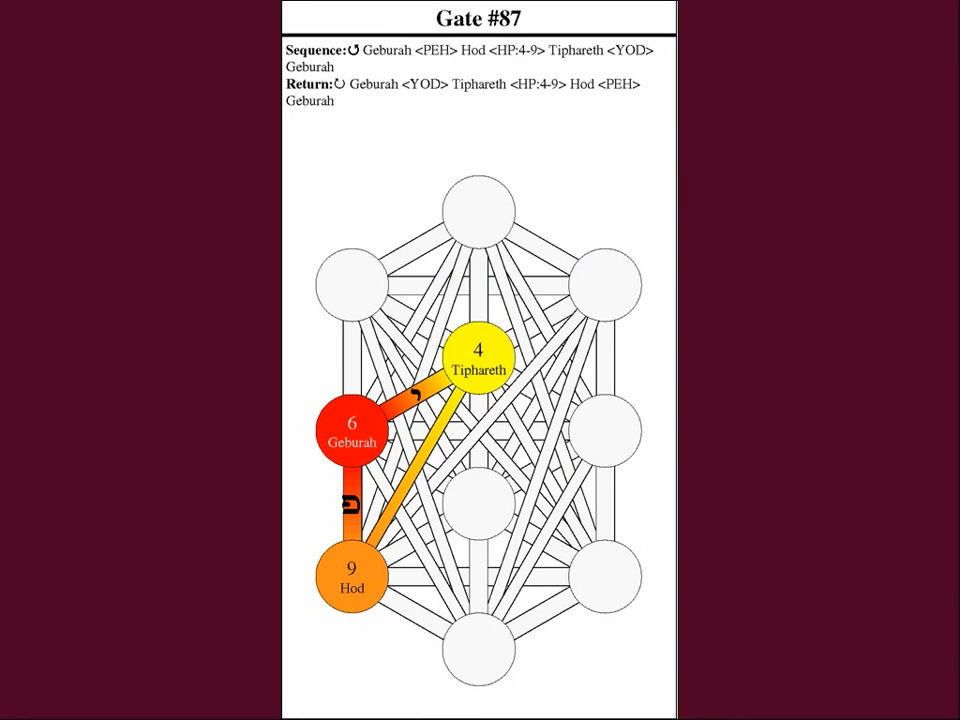 Gate #87
Sequence:↺ Geburah <PEH> Hod <HP:4-9> Tiphareth <YOD>
Geburah
Return:↻ Geburah <YOD> Tiphareth <HP:4-9> Hod <PEH>
Geburah
4
Tiphareth
י
6
Geburah
פ
9
Hod